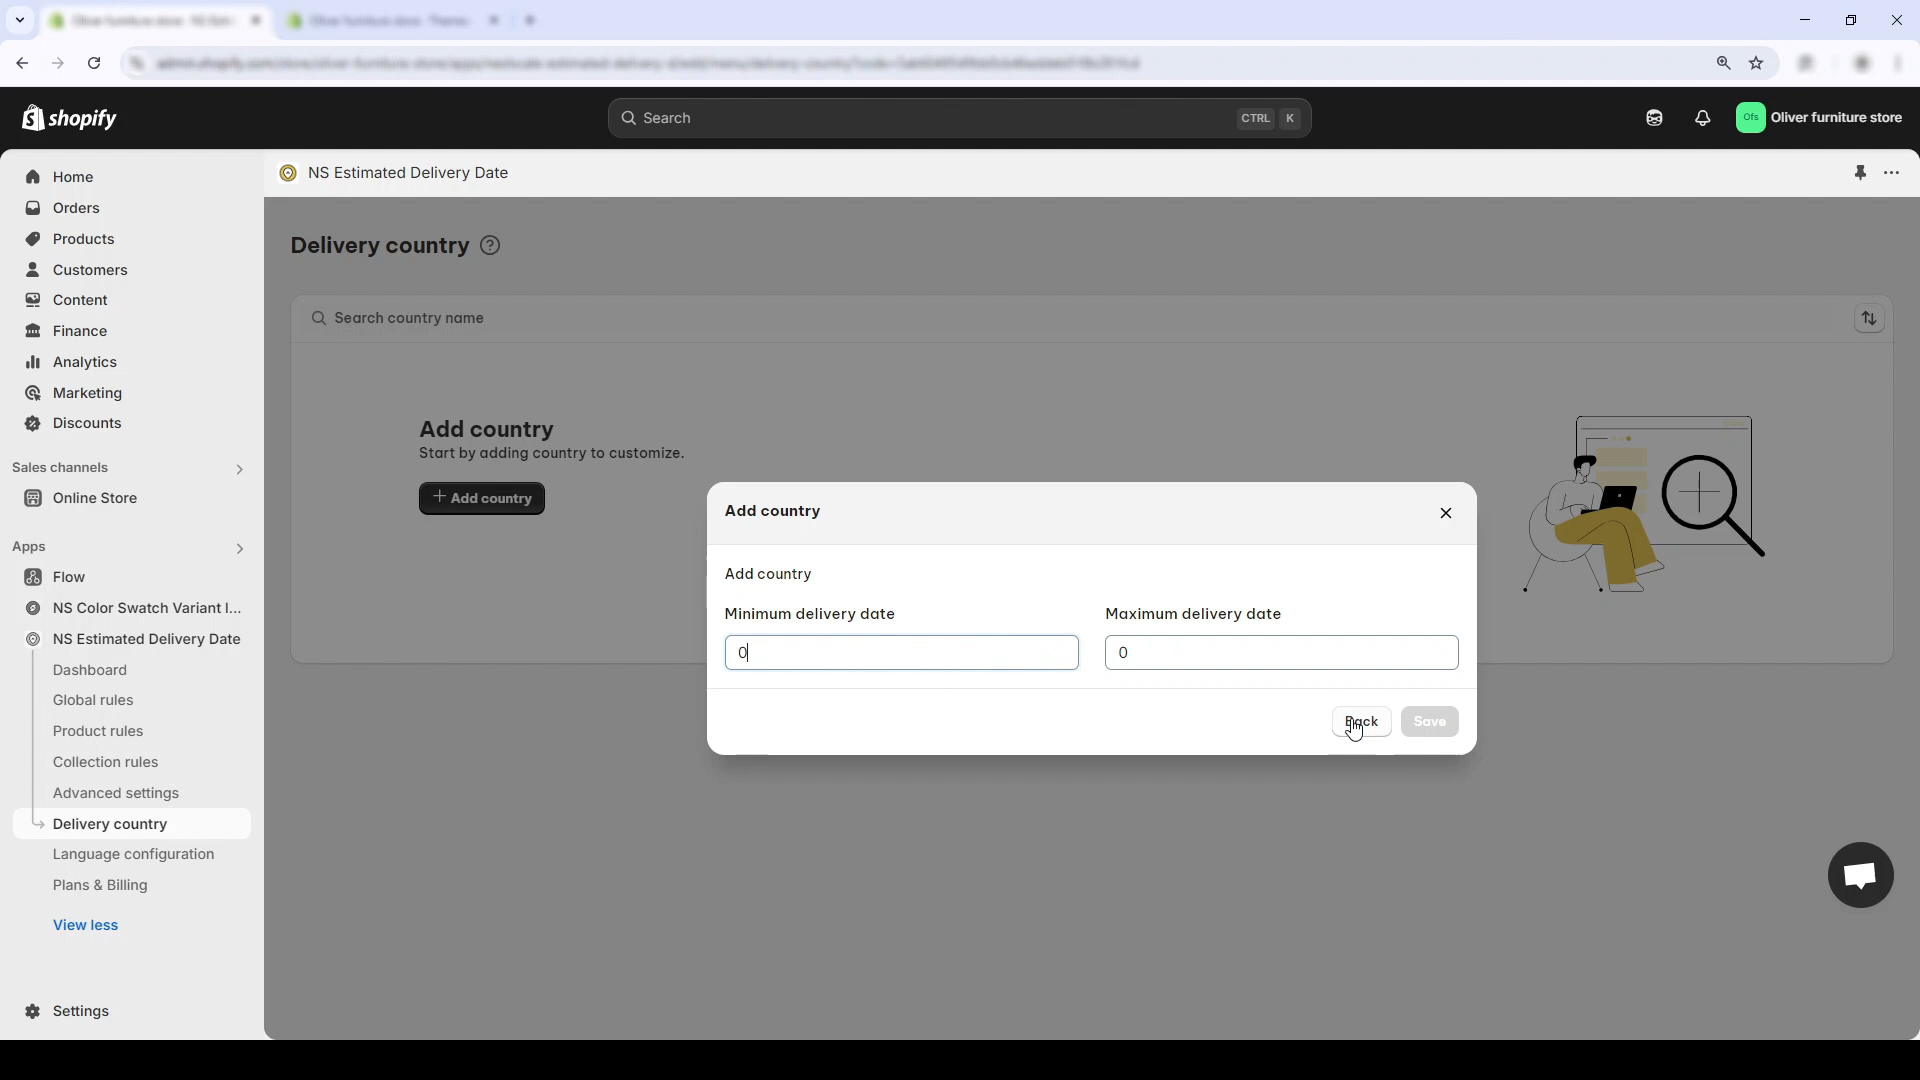 shopify
Search
CTRL K
Ofs
Oliver furniture store
Home
Orders
Products
Customers
Content
Finance
Analytics
Marketing
Discounts
Sales channels
Online Store
Apps
Flow
NS Color Swatch Variant I...
NS Estimated Delivery Date
Dashboard
Global rules
Product rules
Collection rules
Advanced settings
Delivery country
Language configuration
Plans & Billing
View less
Settings
NS Estimated Delivery Date
Delivery country
Search country name
Add country
Start by adding country to customize.
+ Add country
Add country
Add country
Minimum delivery date
Maximum delivery date
0
0
Back
Save